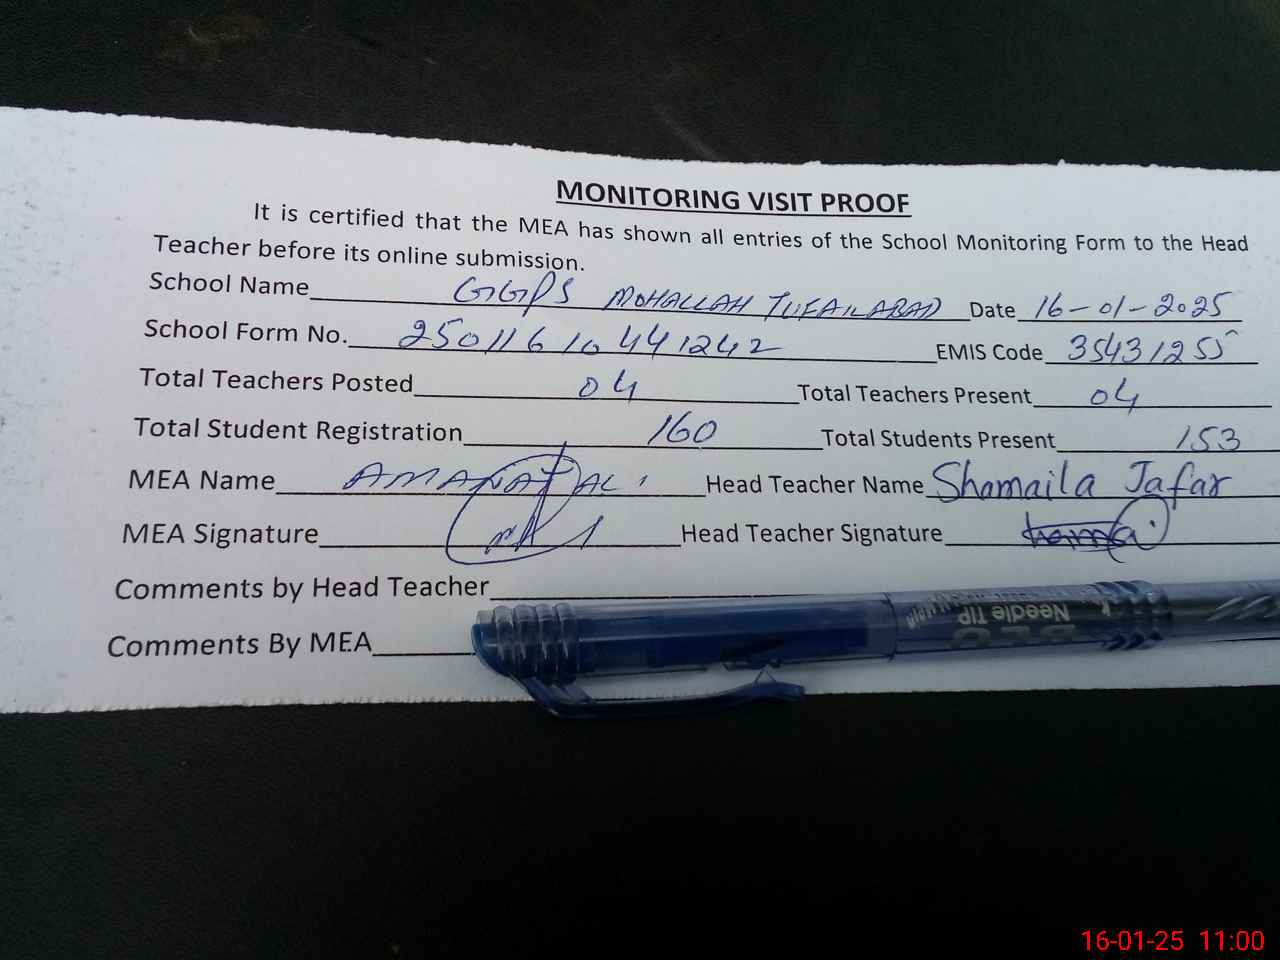 MONITORING VISIT PROOF
It is certified that the MEA has shown all entries of the School Monitoring Form to the Head
Teacher before its online submission.
School Name GGPS MOHALLAH TUFAILABAD Date 16-01-2025
School Form No. 25011610441242 EMIS Code 35431255
Total Teachers Posted 04 Total Teachers Present 04
Total Student Registration 160 Total Students Present 153
MEA Name AMANAT ALI Head Teacher Name Shamaila Jafar
MEA Signature Head Teacher Signature
Comments by Head Teacher
Comments By MEA
Needle TIP
16-01-25 11:00